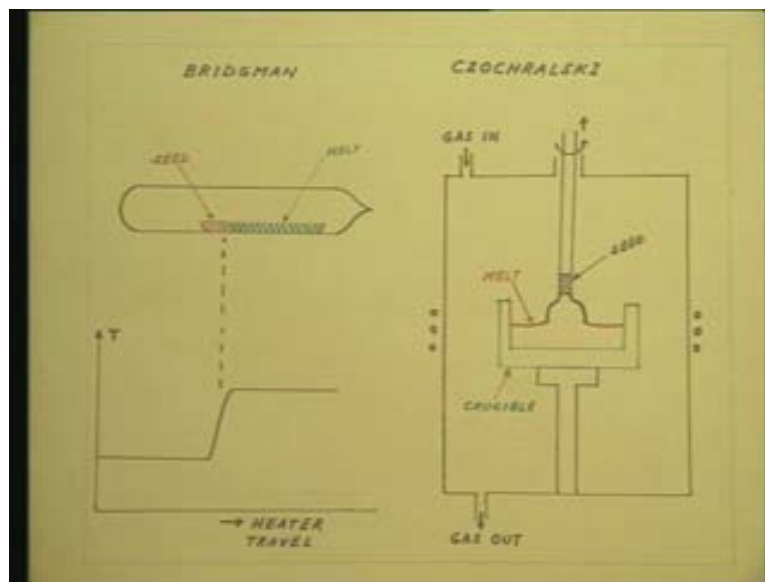 BRIDGMAN
SEED
MELT
T
→ HEATER
TRAVEL
CZOCHRALSKI
GAS IN
SEED
MELT
CRUCIBLE
GAS OUT